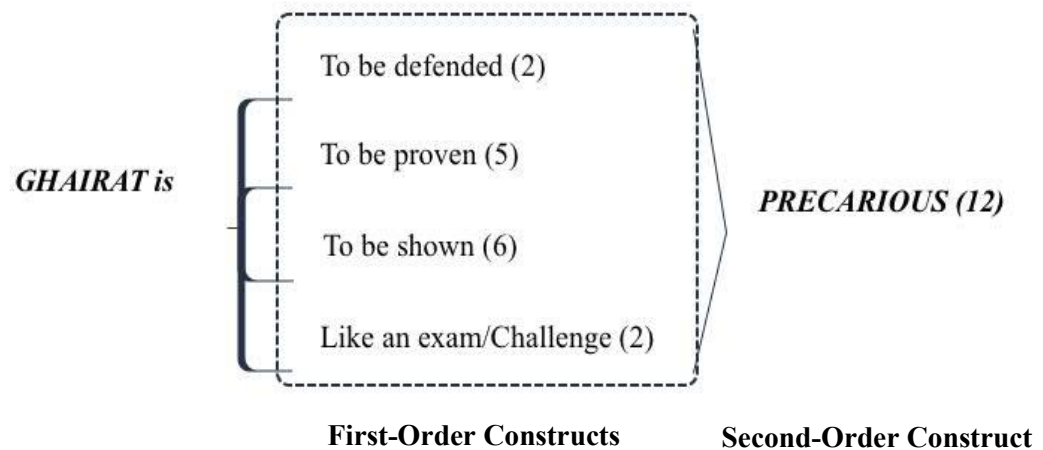 To be defended (2)
To be proven (5)
GHAIRAT is
PRECARIOUS (12)
To be shown (6)
Like an exam/Challenge (2)
First-Order Constructs
Second-Order Construct